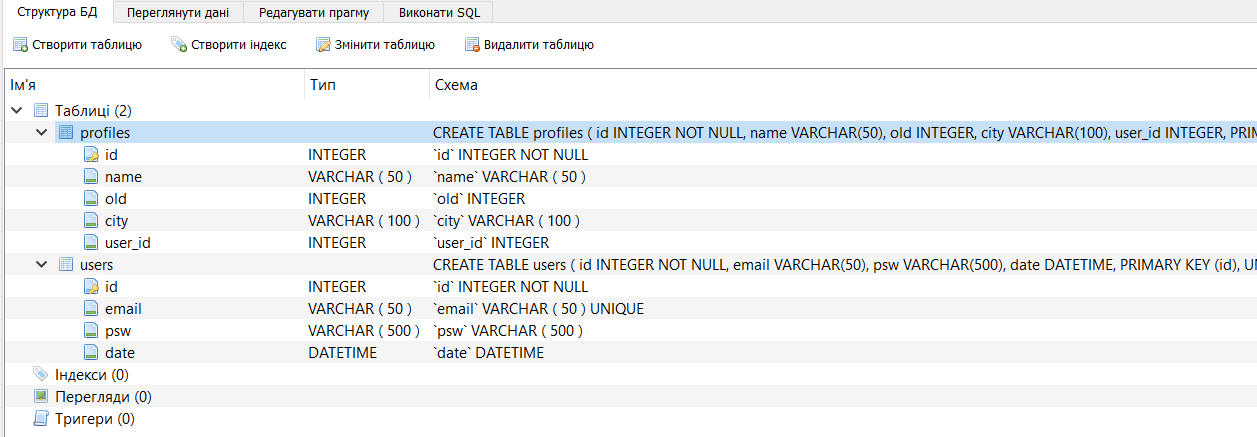 Структура БД Переглянути дані Редагувати прагму Виконати SQL
Створити таблицю Створити індекс Змінити таблицю Видалити таблицю
Ім'я Тип Схема
Таблиці (2)
profiles CREATE TABLE profiles ( id INTEGER NOT NULL, name VARCHAR(50), old INTEGER, city VARCHAR(100), user_id INTEGER, PRIM
id INTEGER `id` INTEGER NOT NULL
name VARCHAR ( 50 ) `name` VARCHAR ( 50 )
old INTEGER `old` INTEGER
city VARCHAR ( 100 ) `city` VARCHAR ( 100 )
user_id INTEGER `user_id` INTEGER
users CREATE TABLE users ( id INTEGER NOT NULL, email VARCHAR(50), psw VARCHAR(500), date DATETIME, PRIMARY KEY (id), UN
id INTEGER `id` INTEGER NOT NULL
email VARCHAR ( 50 ) `email` VARCHAR ( 50 ) UNIQUE
psw VARCHAR ( 500 ) `psw` VARCHAR ( 500 )
date DATETIME `date` DATETIME
Індекси (0)
Перегляди (0)
Тригери (0)